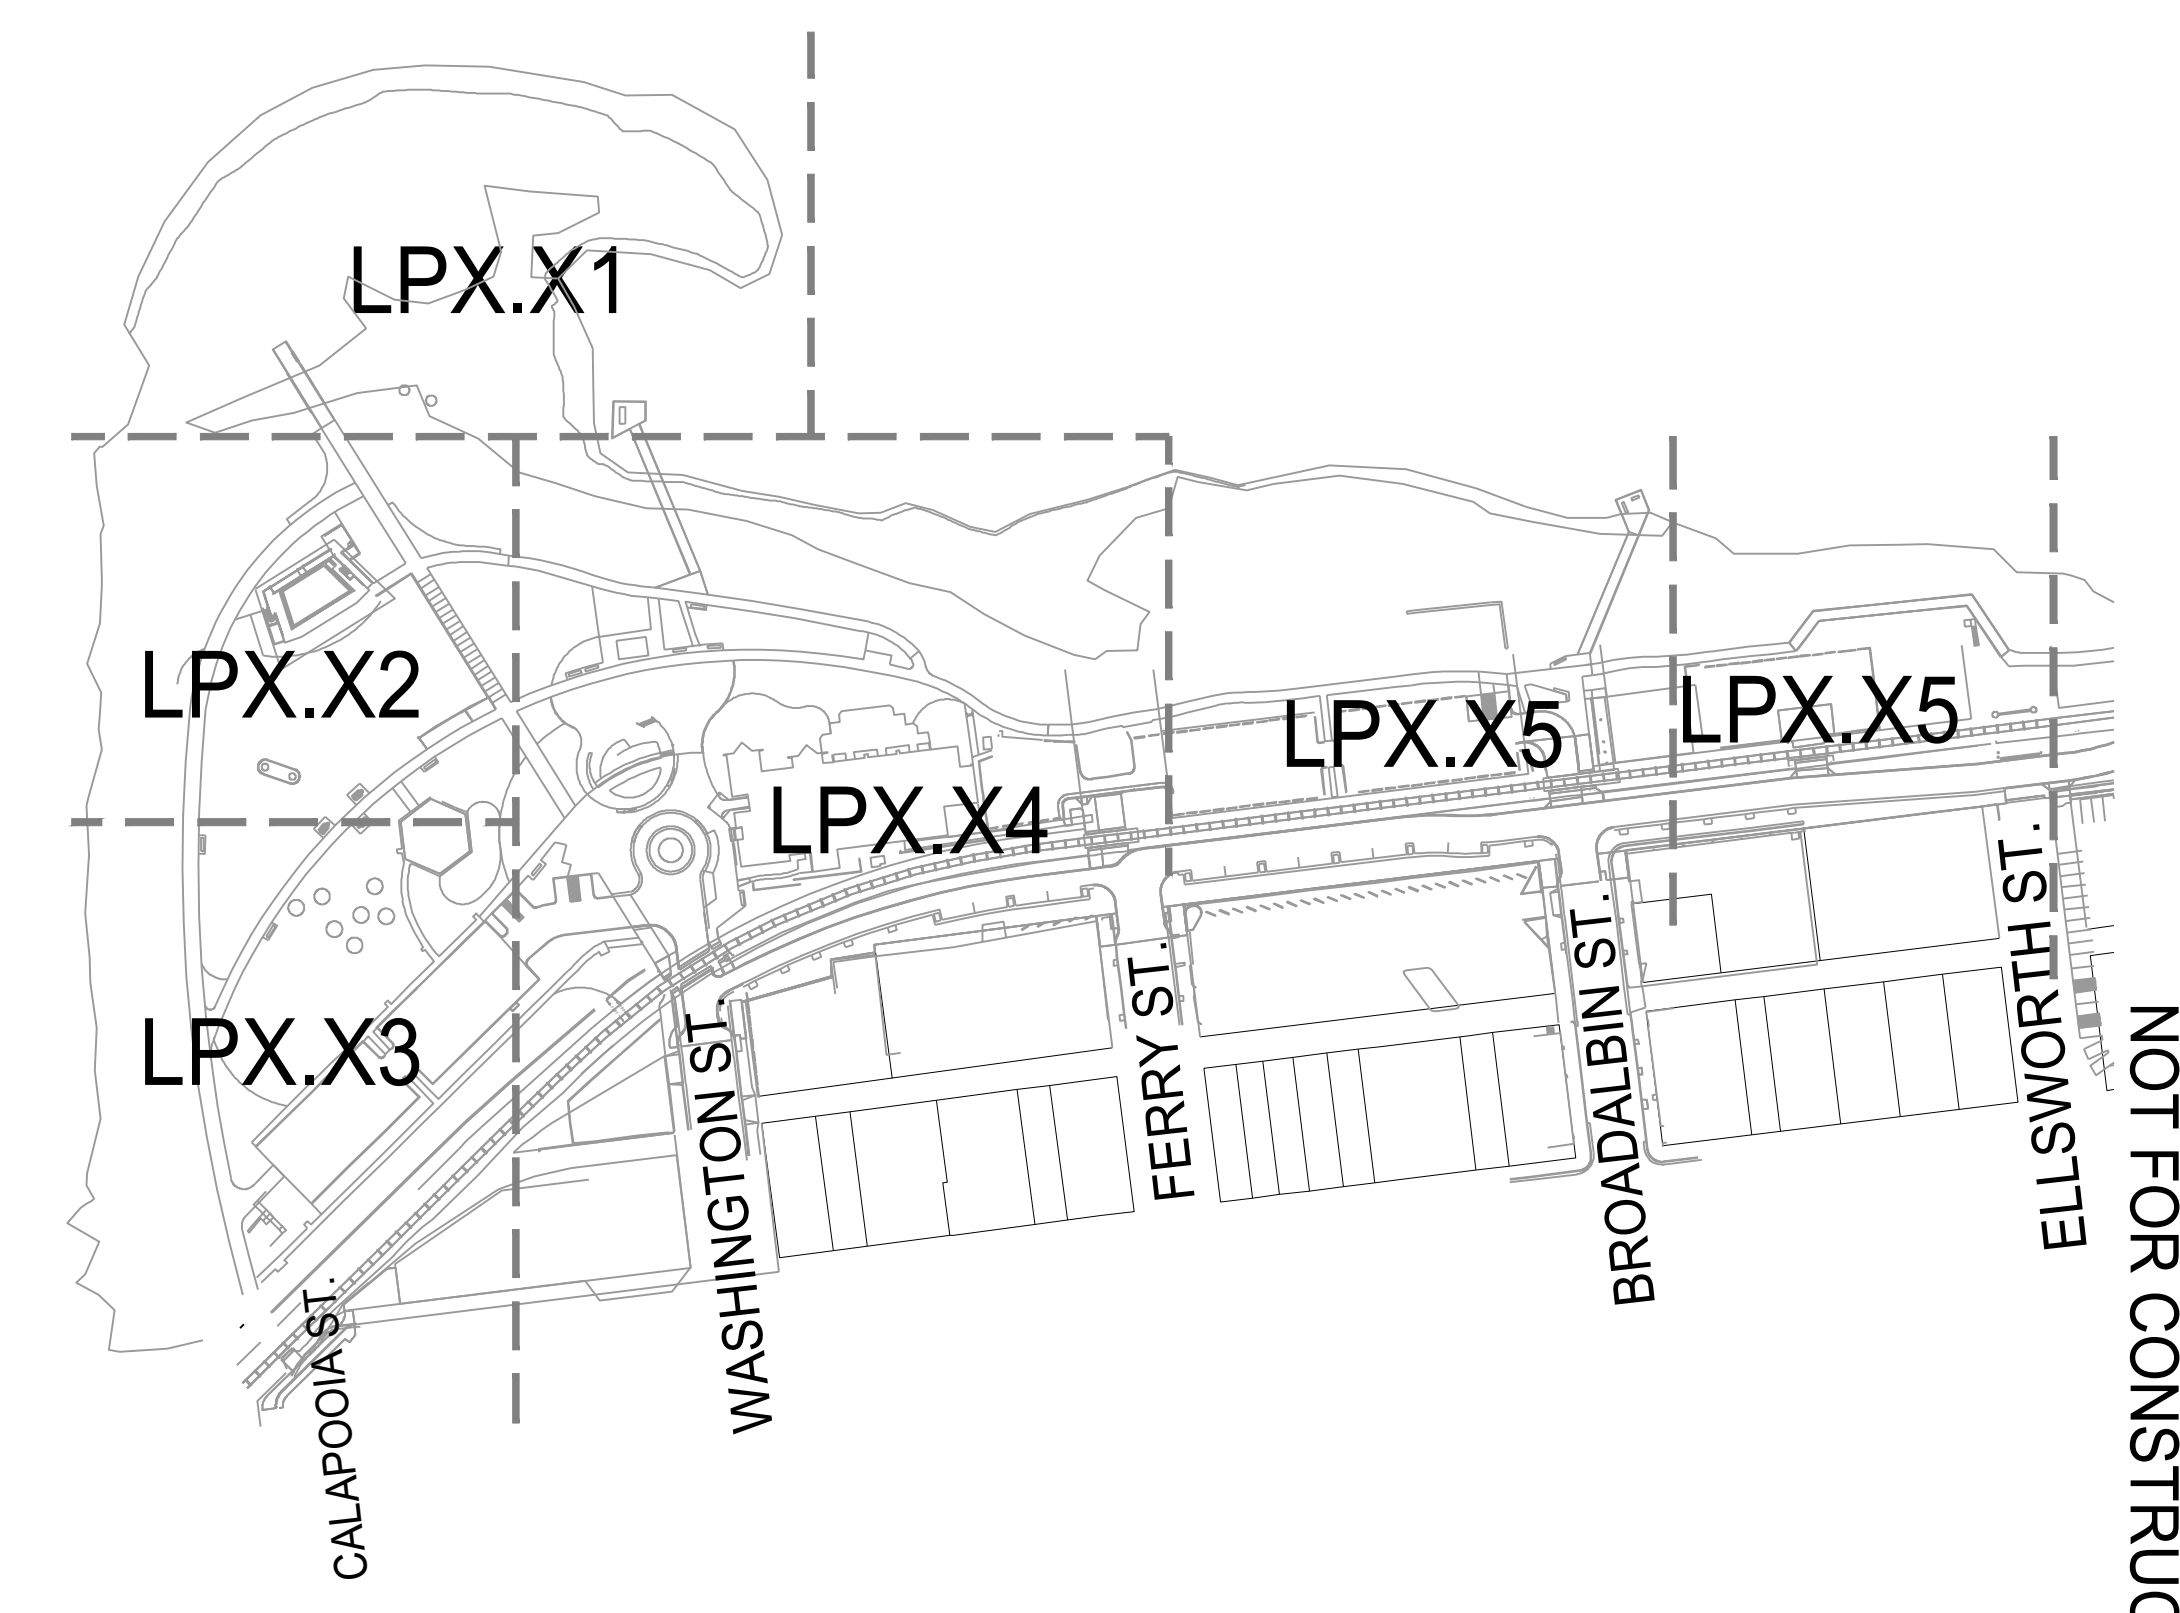 LPX.X1
LPX.X2
LPX.X5
LPX.X5
LPX.X4
LPX.X3
CALAPOOIA ST.
WASHINGTON ST.
FERRY ST.
BROADALBIN ST.
ELLSWORTH ST.
NOT FOR CONSTRUC